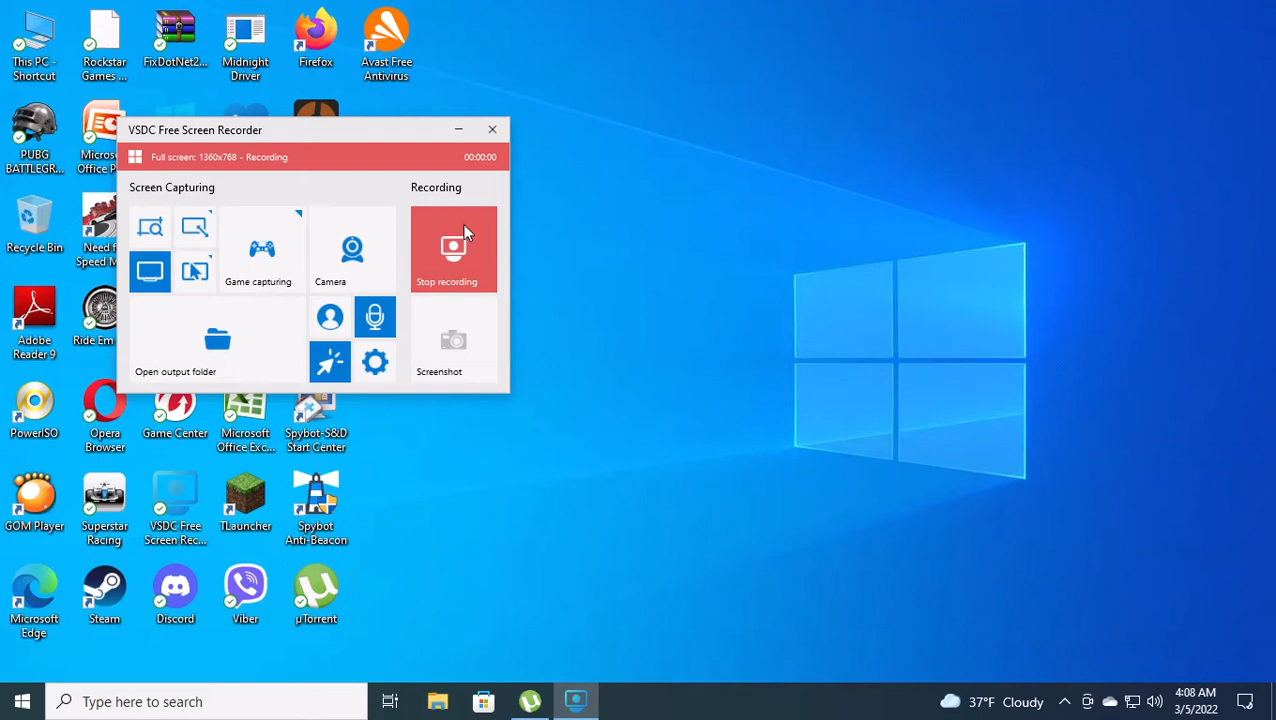 This PC -
Shortcut
Rockstar
Games ...
FixDotNet2...
Midnight
Driver
Firefox
Avast Free
Antivirus
PUBG
BATTLEGR...
Micros
Office P
VSDC Free Screen Recorder
Full screen: 1360x768 - Recording
00:00:00
Screen Capturing
Recording
Game capturing
Camera
Stop recording
Open output folder
Screenshot
Recycle Bin
Need f
Speed M
Adobe
Reader 9
Ride Em
PowerISO
Opera
Browser
Game Center
Microsoft
Office Exc...
Spybot-S&D
Start Center
GOM Player
Superstar
Racing
VSDC Free
Screen Rec...
TLauncher
Spybot
Anti-Beacon
Microsoft
Edge
Steam
Discord
Viber
µTorrent
Type here to search
37°F Cloudy
4:08 AM
3/5/2022